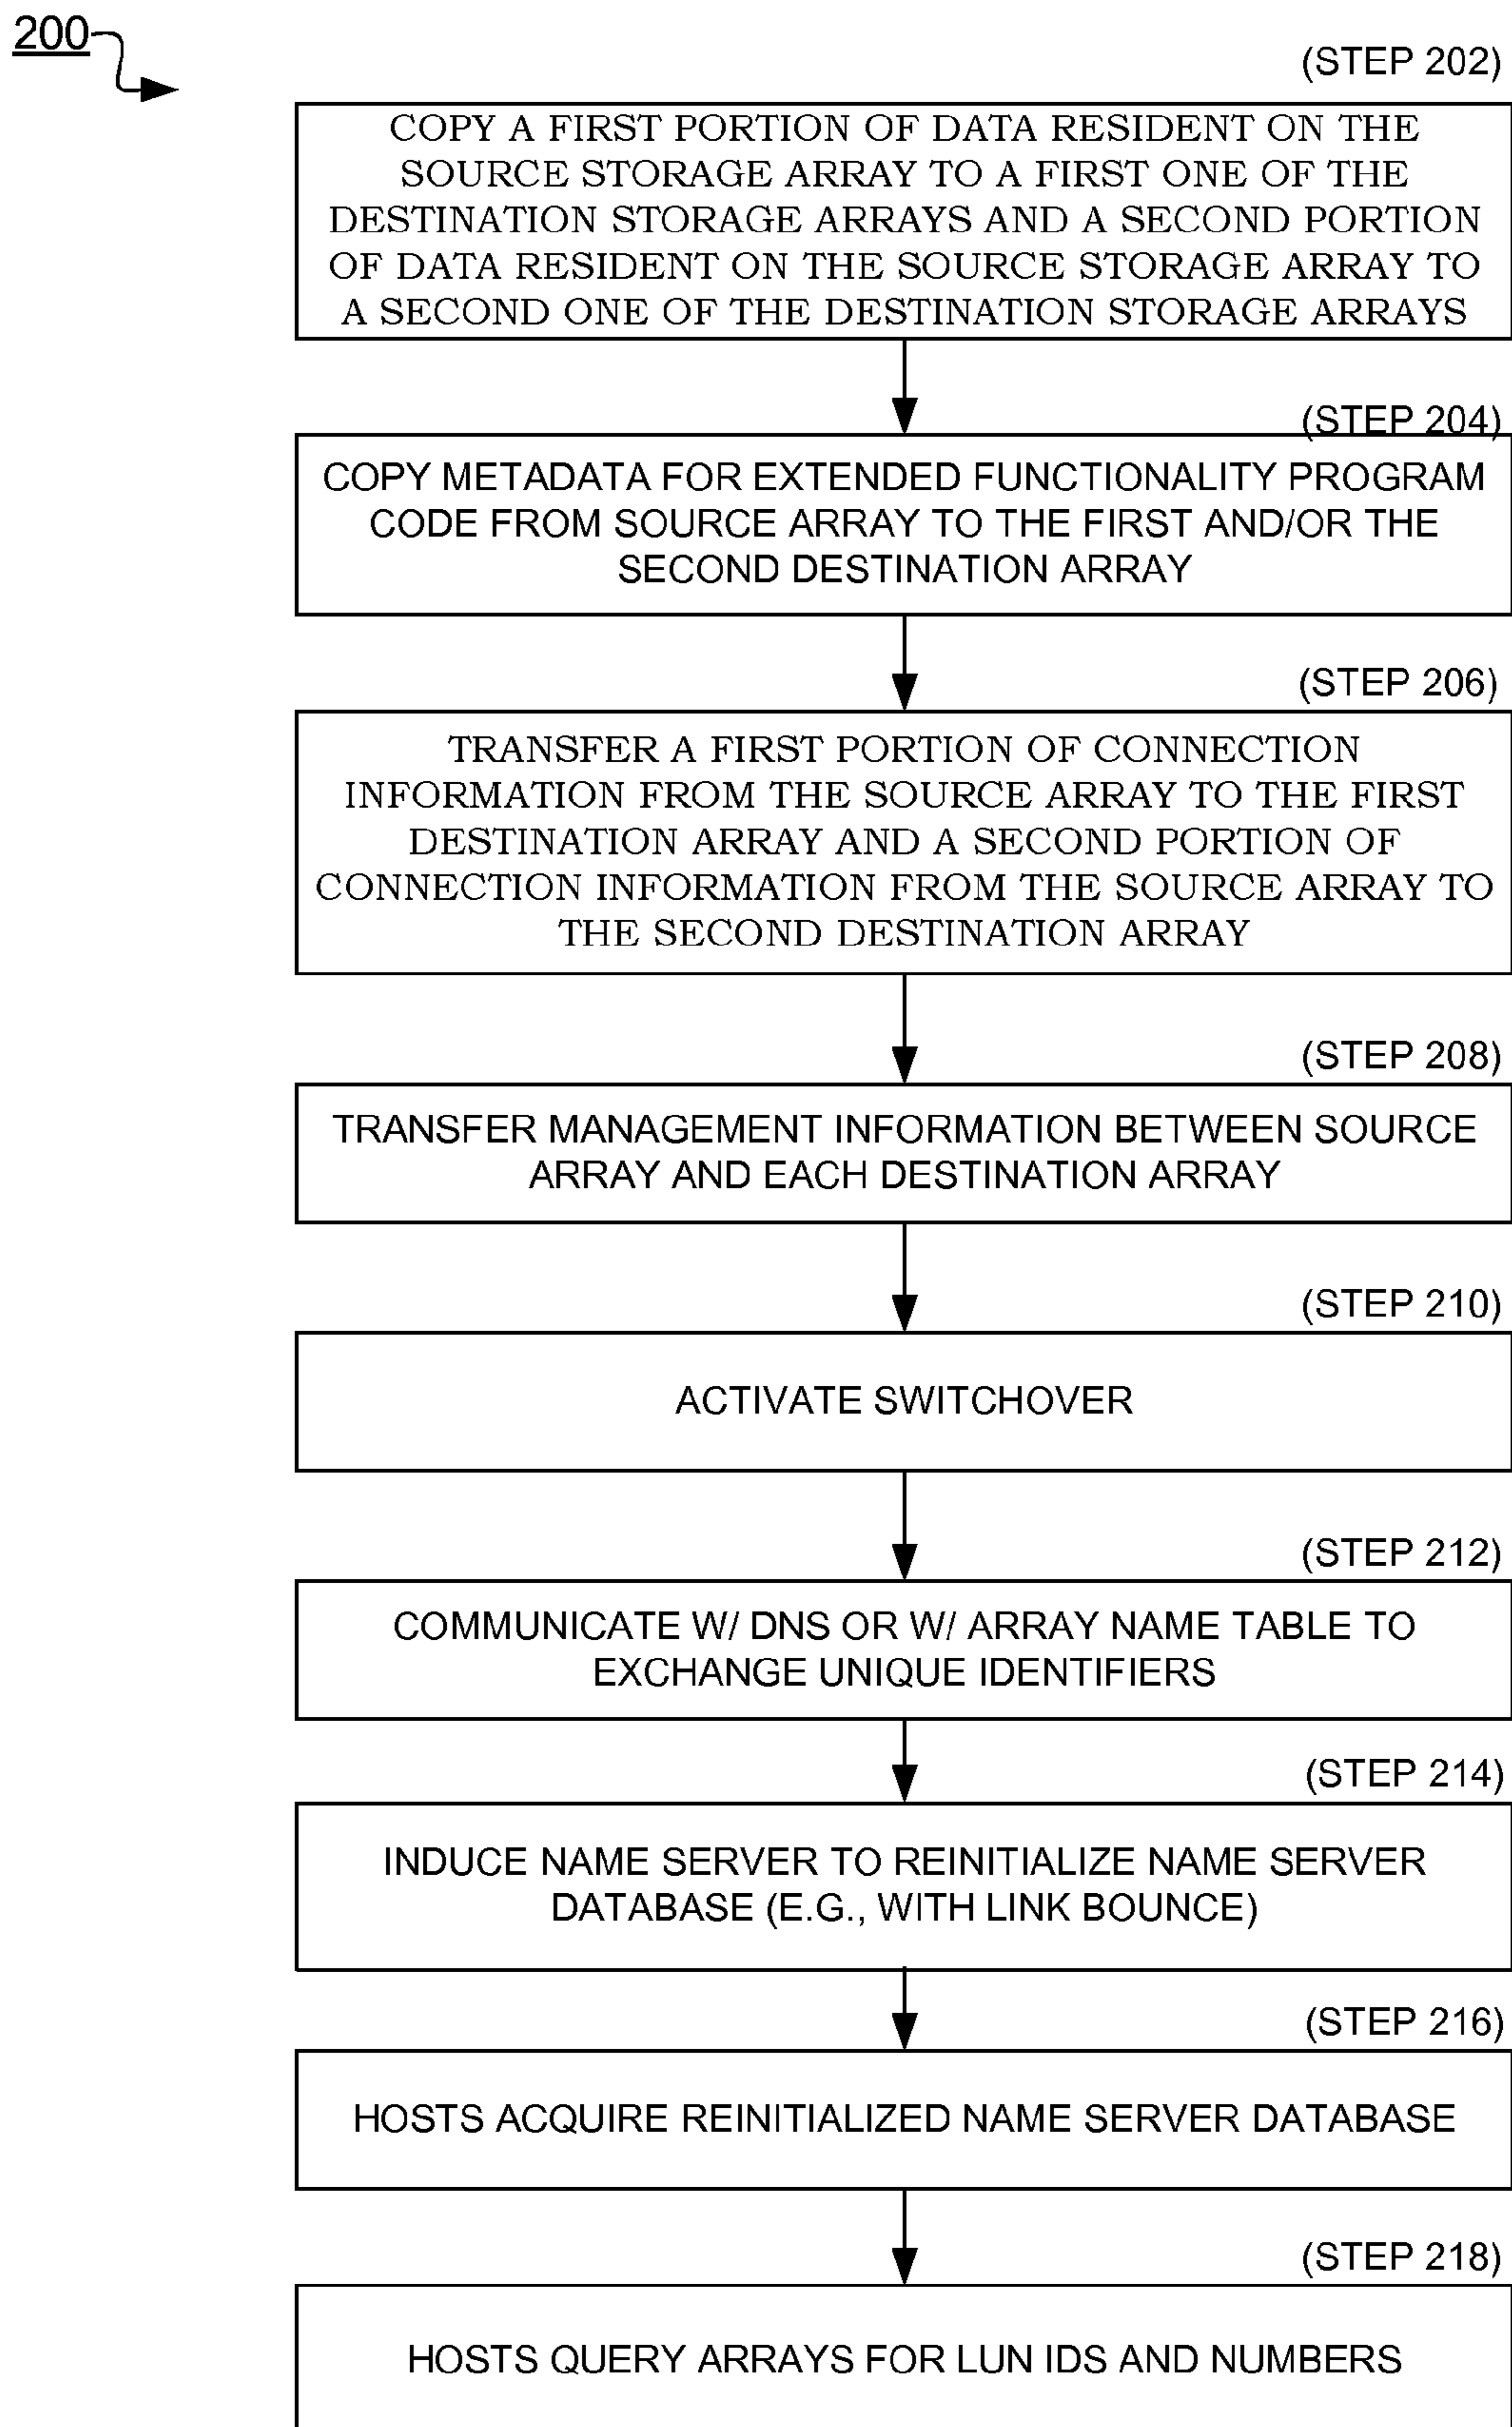 200
(STEP 202)
COPY A FIRST PORTION OF DATA RESIDENT ON THE
SOURCE STORAGE ARRAY TO A FIRST ONE OF THE
DESTINATION STORAGE ARRAYS AND A SECOND PORTION
OF DATA RESIDENT ON THE SOURCE STORAGE ARRAY TO
A SECOND ONE OF THE DESTINATION STORAGE ARRAYS
(STEP 204)
COPY METADATA FOR EXTENDED FUNCTIONALITY PROGRAM
CODE FROM SOURCE ARRAY TO THE FIRST AND/OR THE
SECOND DESTINATION ARRAY
(STEP 206)
TRANSFER A FIRST PORTION OF CONNECTION
INFORMATION FROM THE SOURCE ARRAY TO THE FIRST
DESTINATION ARRAY AND A SECOND PORTION OF
CONNECTION INFORMATION FROM THE SOURCE ARRAY TO
THE SECOND DESTINATION ARRAY
(STEP 208)
TRANSFER MANAGEMENT INFORMATION BETWEEN SOURCE
ARRAY AND EACH DESTINATION ARRAY
(STEP 210)
ACTIVATE SWITCHOVER
(STEP 212)
COMMUNICATE W/ DNS OR W/ ARRAY NAME TABLE TO
EXCHANGE UNIQUE IDENTIFIERS
(STEP 214)
INDUCE NAME SERVER TO REINITIALIZE NAME SERVER
DATABASE (E.G., WITH LINK BOUNCE)
(STEP 216)
HOSTS ACQUIRE REINITIALIZED NAME SERVER DATABASE
(STEP 218)
HOSTS QUERY ARRAYS FOR LUN IDS AND NUMBERS